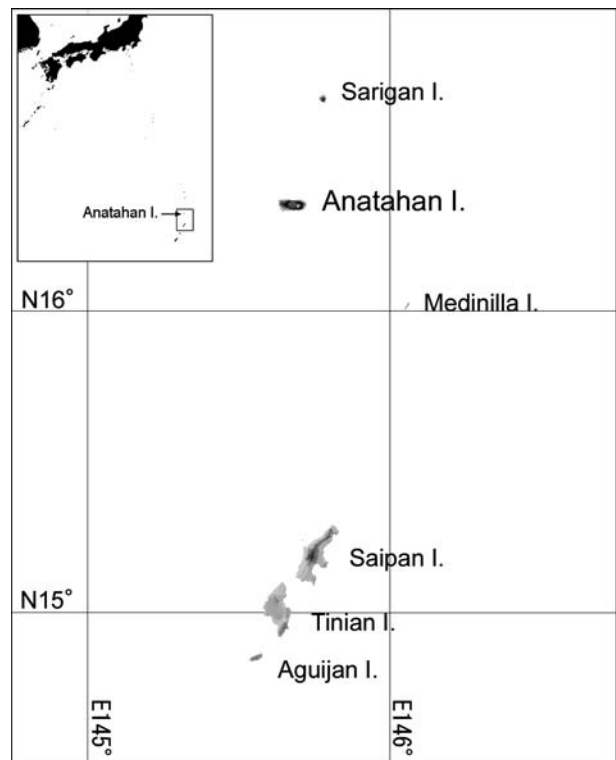 Sarigan I.
Anatahan I.
Anatahan I.
N16°
Medinilla I.
Saipan I.
N15°
Tinian I.
Aguijan I.
E145°
E146°